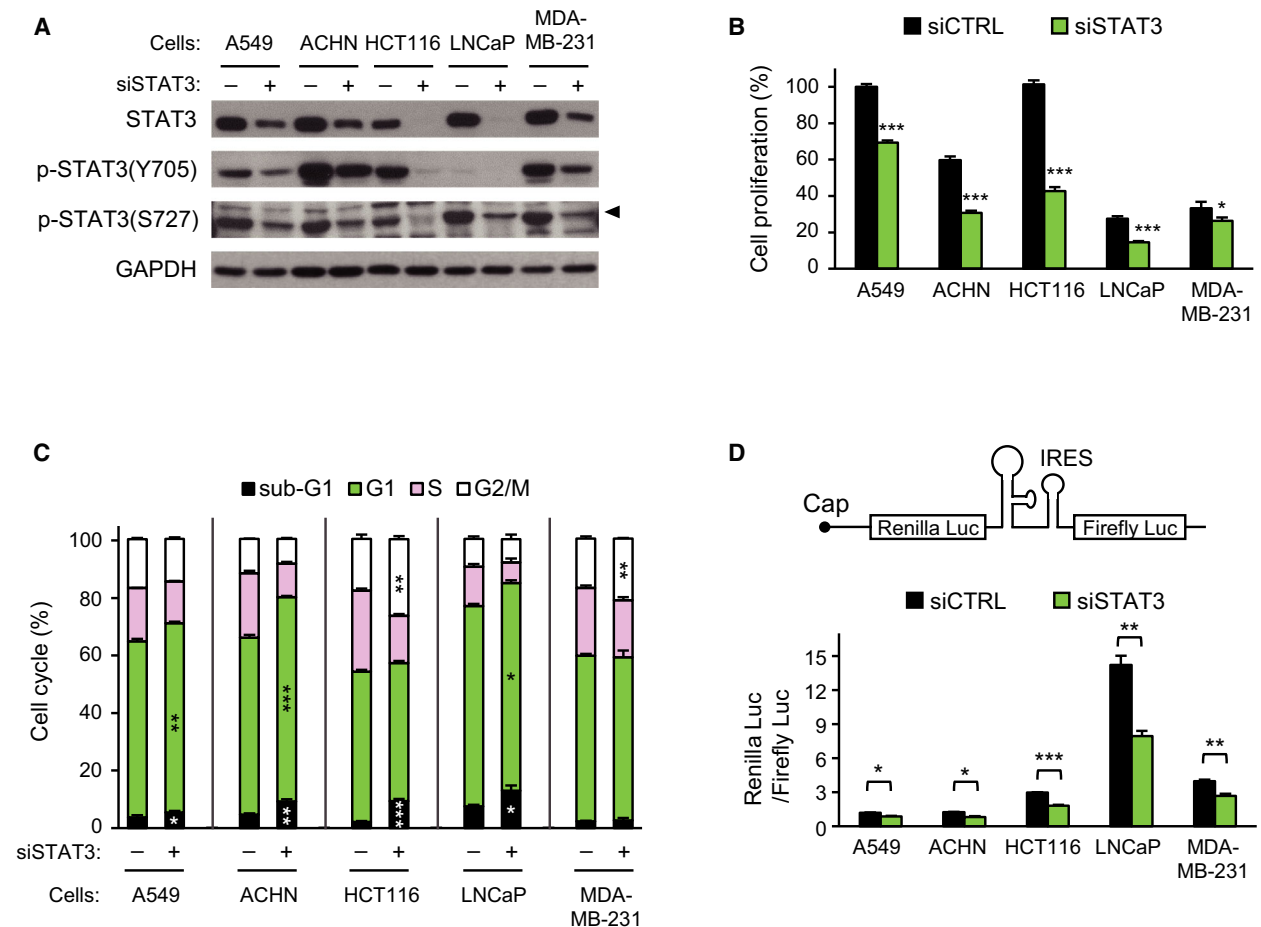 A
Cells: A549 ACHN HCT116 LNCaP MDA-
MB-231
siSTAT3: – + – + – + – + – +
STAT3
p-STAT3(Y705)
p-STAT3(S727)
GAPDH
B
siCTRL siSTAT3
Cell proliferation (%)
100
80
60
40
20
0
*** *** *** *** *
A549 ACHN HCT116 LNCaP MDA-
MB-231
C
sub-G1 G1 S G2/M
Cell cycle (%)
100
80
60
40
20
0
** *** ** * **
* ** *** *
siSTAT3: – + – + – + – + – +
Cells: A549 ACHN HCT116 LNCaP MDA-
MB-231
D
Cap IRES
Renilla Luc Firefly Luc
siCTRL siSTAT3
Renilla Luc
/Firefly Luc
15
12
9
6
3
0
* * *** ** **
A549 ACHN HCT116 LNCaP MDA-
MB-231